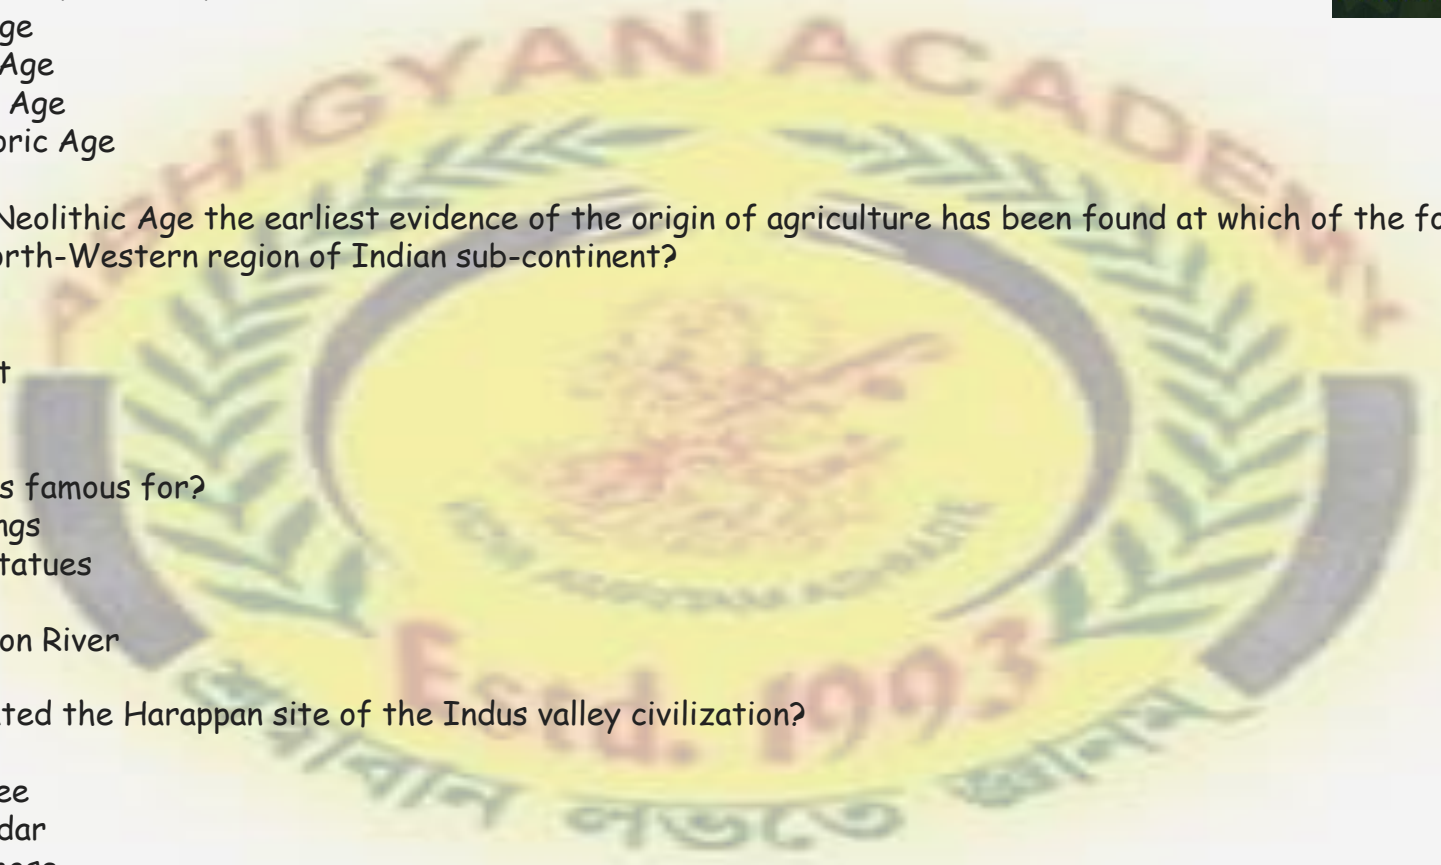 ge
Age
Age
oric Age
ABHIGYAN ACADEMY
Neolithic Age the earliest evidence of the origin of agriculture has been found at which of the fo
orth-Western region of Indian sub-continent?
t
s famous for?
ngs
tatues
on River
Estd. 1993
ted the Harappan site of the Indus valley civilization?
ee
dar
লভতে জ্ঞানম